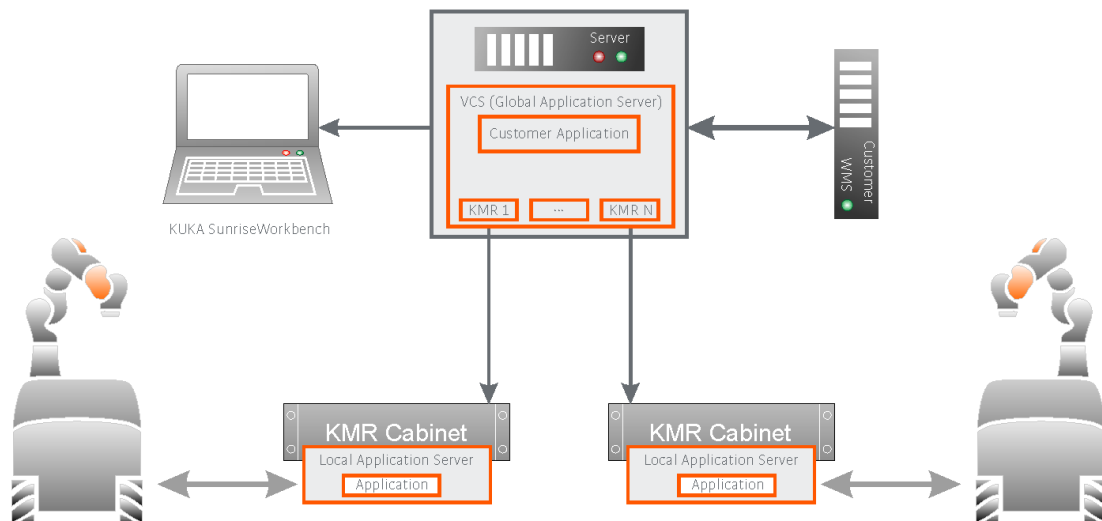 Server
VCS (Global Application Server)
Customer Application
KMR 1
...
KMR N
Customer
WMS
KUKA SunriseWorkbench
KMR Cabinet
Local Application Server
Application
KMR Cabinet
Local Application Server
Application